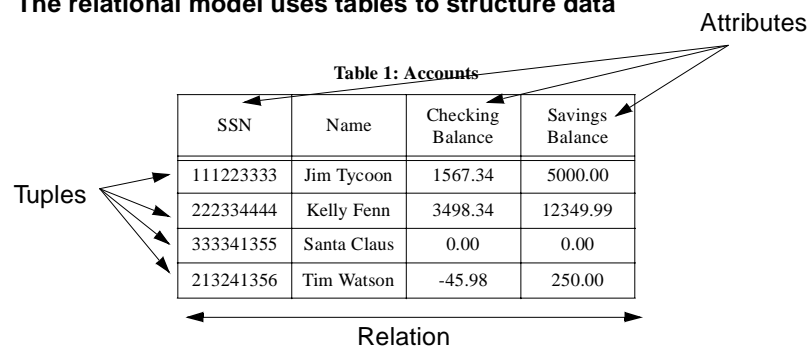 The relational model uses tables to structure data
Attributes
Table 1: Accounts
SSN Name Checking Balance Savings Balance
111223333 Jim Tycoon 1567.34 5000.00
Tuples
222334444 Kelly Fenn 3498.34 12349.99
333341355 Santa Claus 0.00 0.00
213241356 Tim Watson -45.98 250.00
Relation